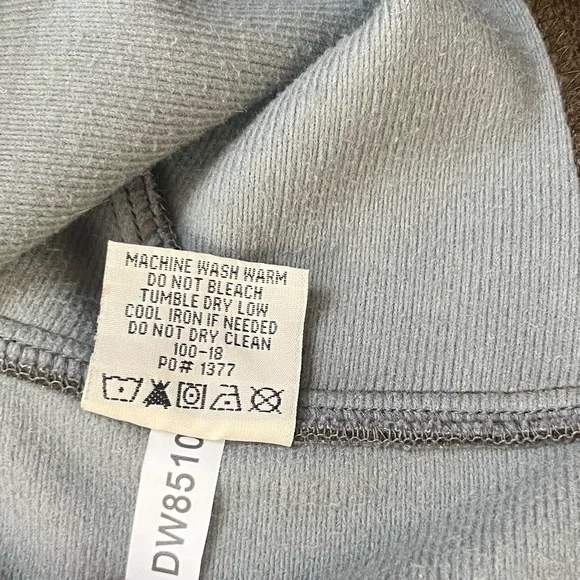 MACHINE WASH WARM
DO NOT BLEACH
TUMBLE DRY LOW
COOL IRON IF NEEDED
DO NOT DRY CLEAN
100-18
PO# 1377
DW8510